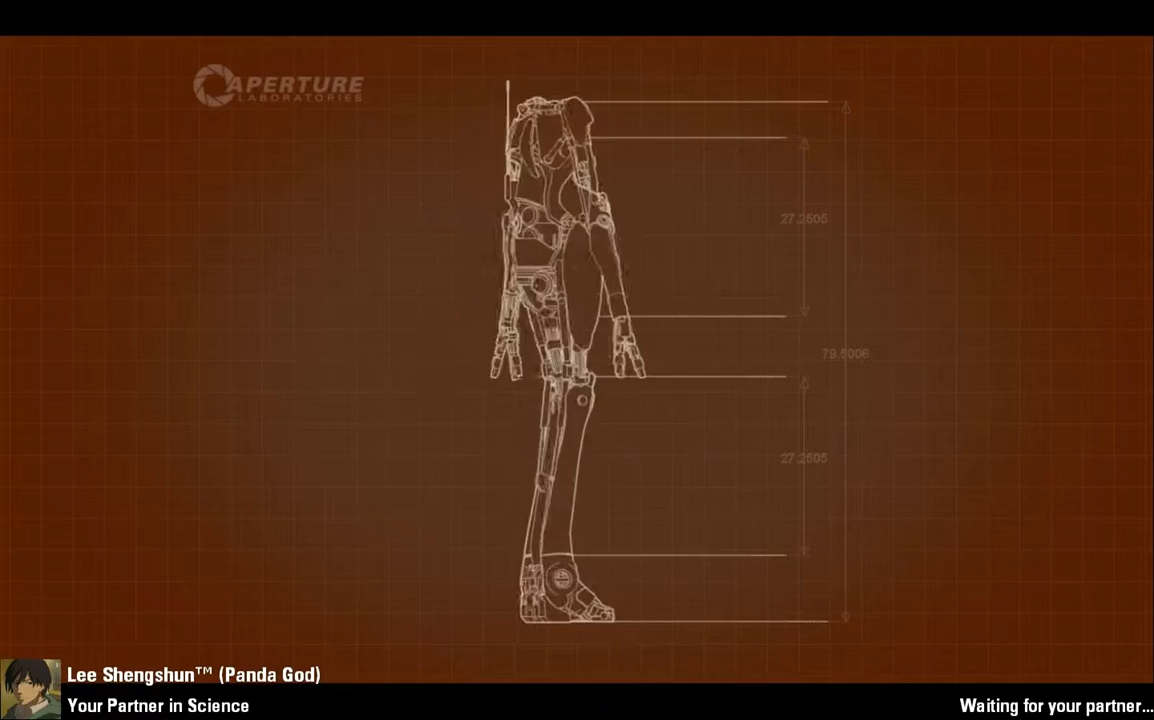 APERTURE
LABORATORIES
27.2505
79.5006
27.2505
Lee Shengshun™ (Panda God)
Your Partner in Science
Waiting for your partner...